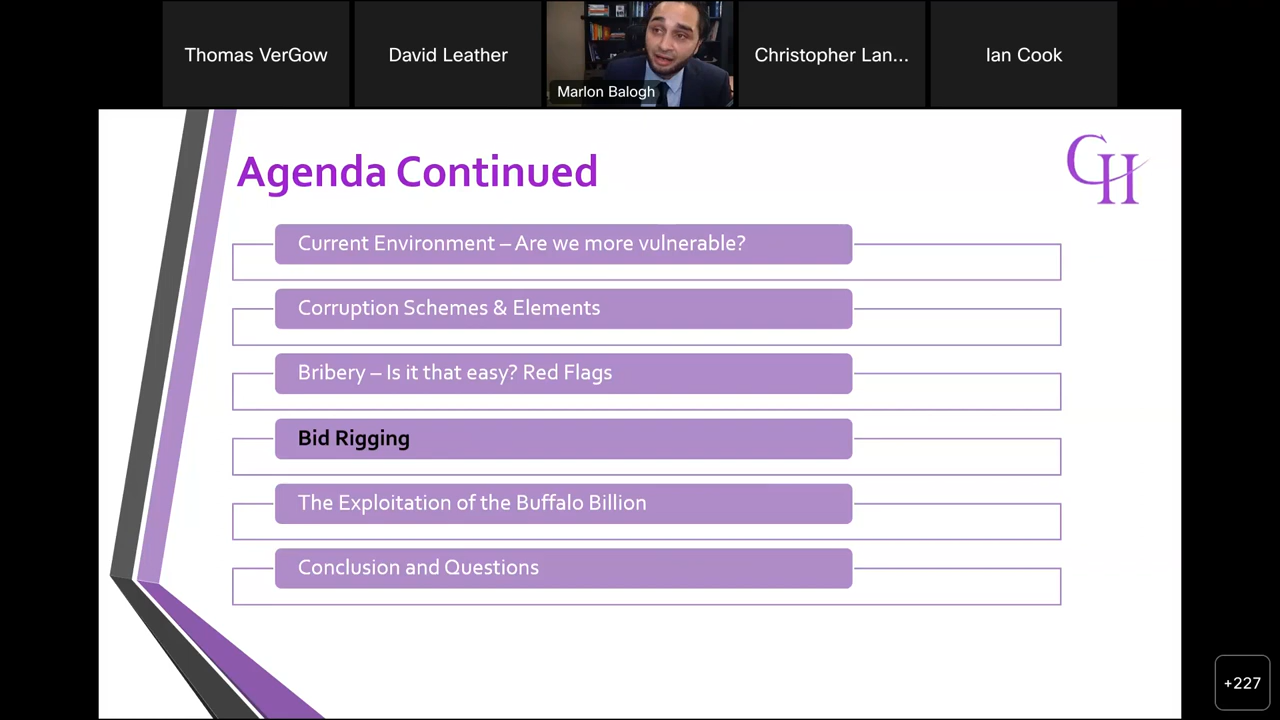 Thomas VerGow
David Leather
Marlon Balogh
Christopher Lan...
Ian Cook
Agenda Continued
CH
Current Environment – Are we more vulnerable?
Corruption Schemes & Elements
Bribery – Is it that easy? Red Flags
Bid Rigging
The Exploitation of the Buffalo Billion
Conclusion and Questions
+227